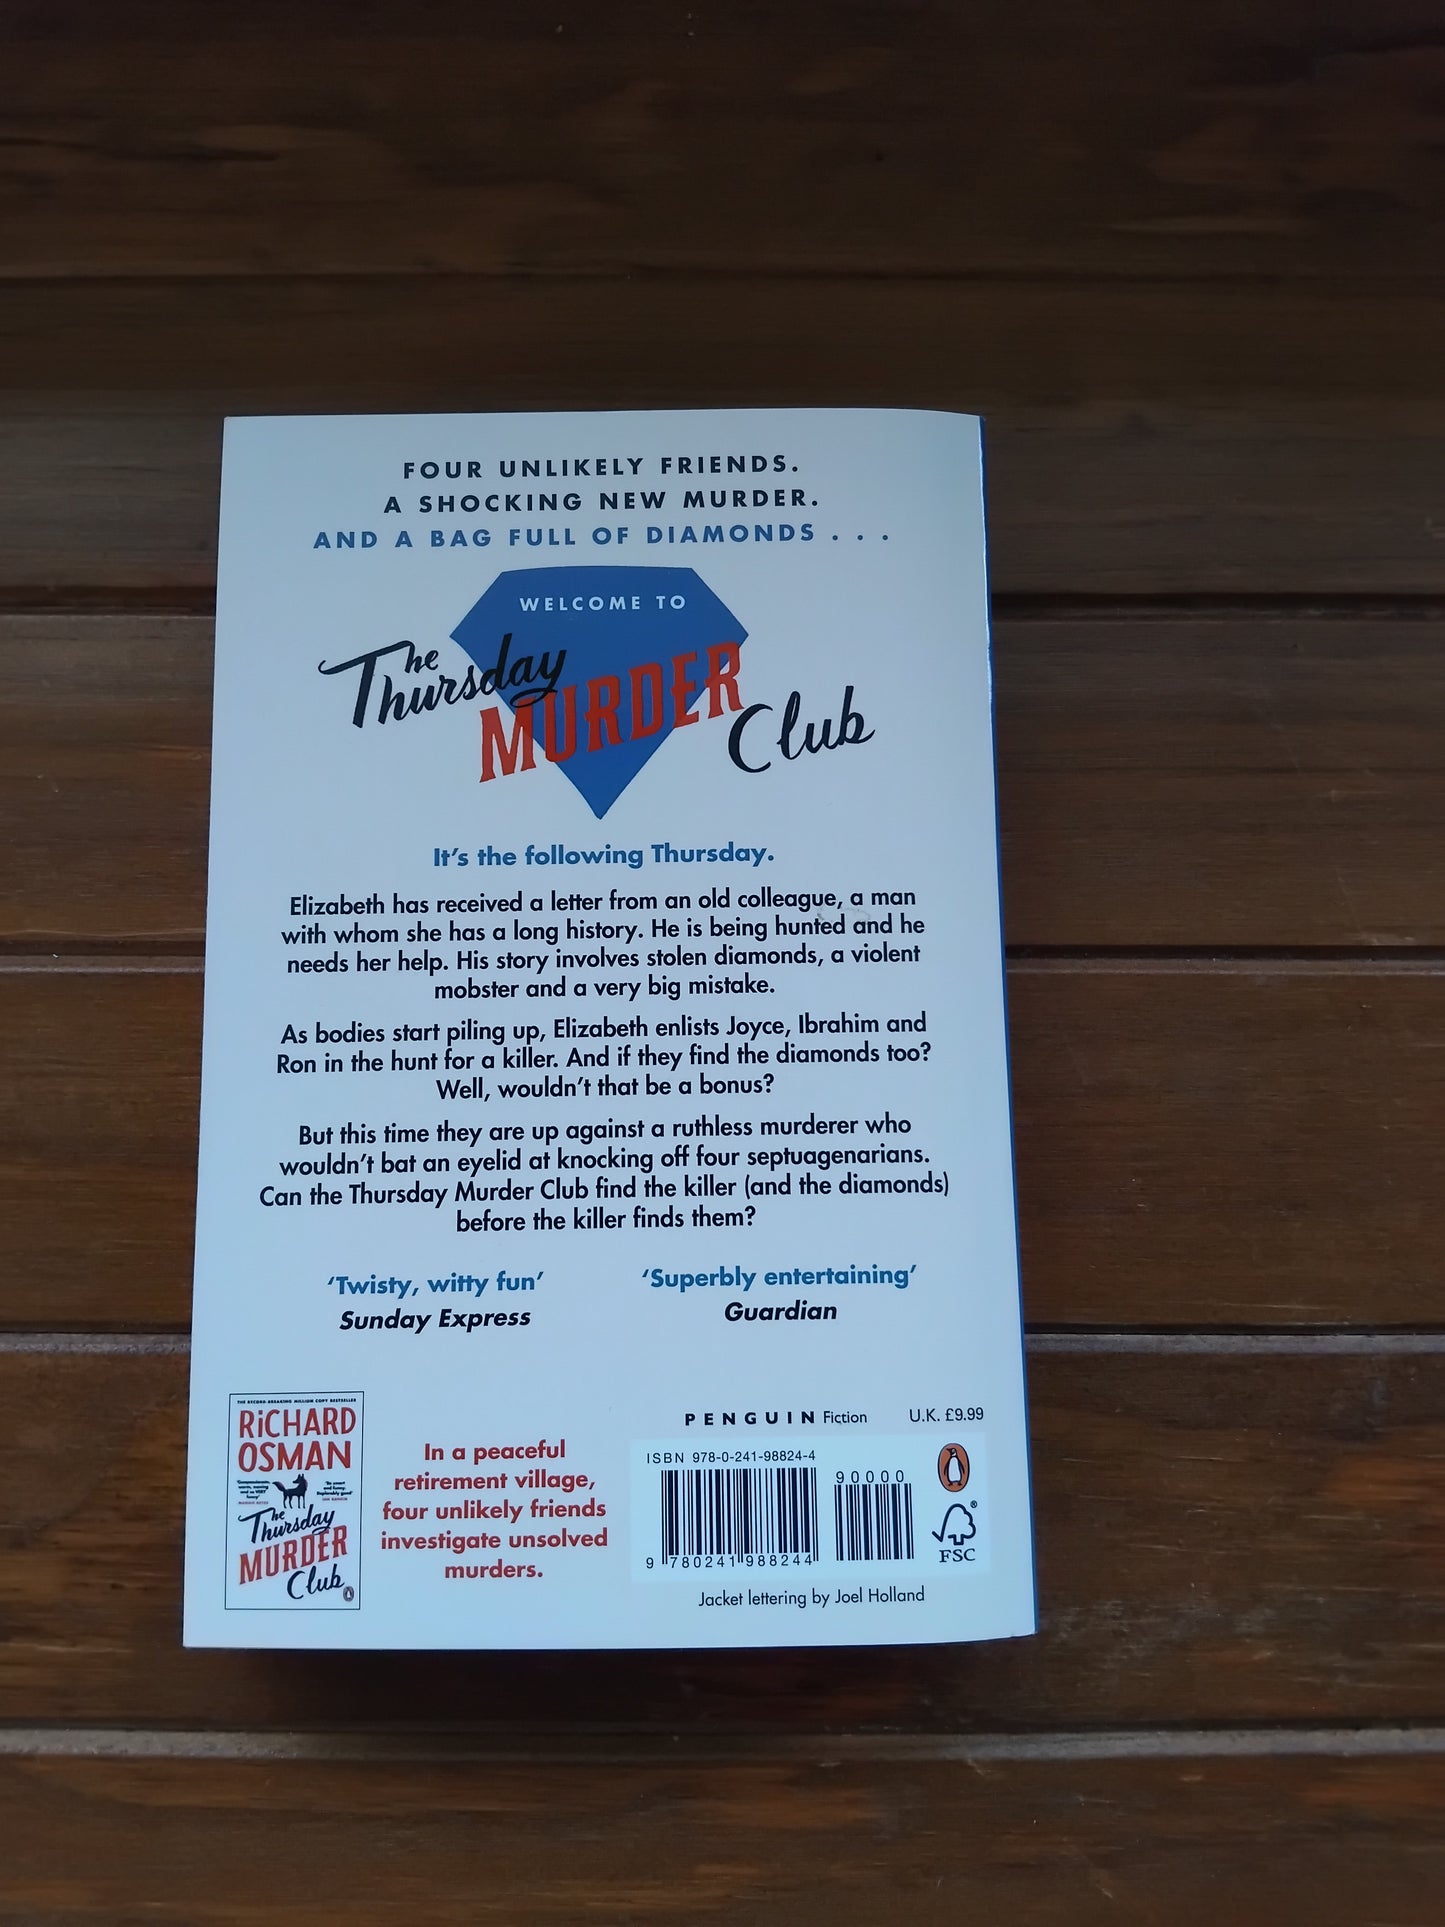 FOUR UNLIKELY FRIENDS.
A SHOCKING NEW MURDER.
AND A BAG FULL OF DIAMONDS . . .
WELCOME TO
The Thursday
MURDER
Club
It's the following Thursday.
Elizabeth has received a letter from an old colleague, a man
with whom she has a long history. He is being hunted and he
needs her help. His story involves stolen diamonds, a violent
mobster and a very big mistake.
As bodies start piling up, Elizabeth enlists Joyce, Ibrahim and
Ron in the hunt for a killer. And if they find the diamonds too?
Well, wouldn't that be a bonus?
But this time they are up against a ruthless murderer who
wouldn't bat an eyelid at knocking off four septuagenarians.
Can the Thursday Murder Club find the killer (and the diamonds)
before the killer finds them?
'Twisty, witty fun'
Sunday Express
'Superbly entertaining'
Guardian
THE RECORD-BREAKING MILLION COPY BESTSELLER
RiCHARD
OSMAN
The Thursday
MURDER
Club
In a peaceful
retirement village,
four unlikely friends
investigate unsolved
murders.
PENGUIN Fiction
U.K. £9.99
ISBN 978-0-241-98824-4
90000
9 780241 988244
FSC
®
Jacket lettering by Joel Holland